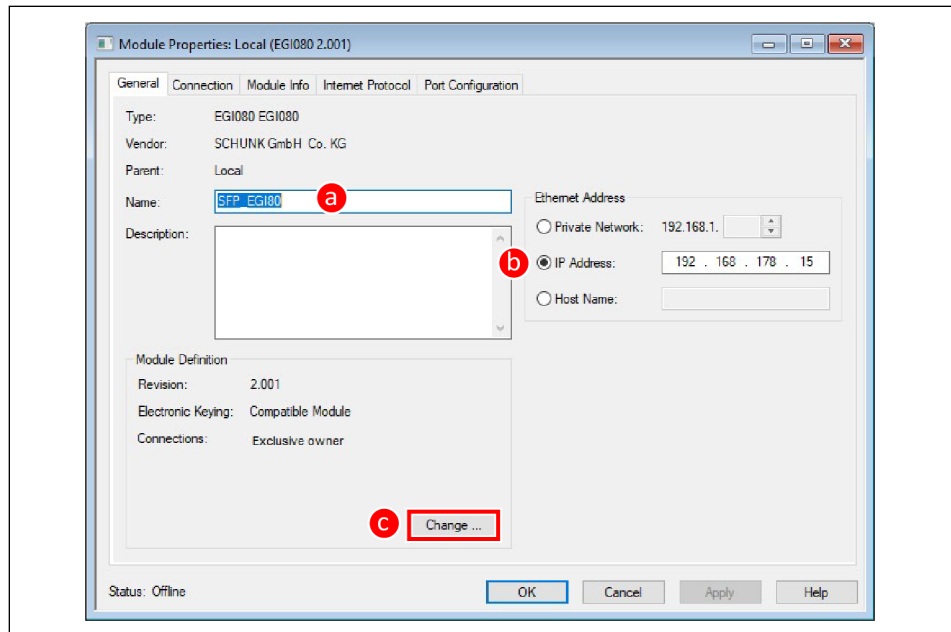 Module Properties: Local (EGI080 2.001)
General Connection Module Info Internet Protocol Port Configuration
Type: EGI080 EGI080
Vendor: SCHUNK GmbH Co. KG
Parent: Local
Name: SFP_EGI80 a
Description:
Ethernet Address
Private Network: 192.168.1.
b IP Address: 192 . 168 . 178 . 15
Host Name:
Module Definition
Revision: 2.001
Electronic Keying: Compatible Module
Connections: Exclusive owner
c Change ...
Status: Offline OK Cancel Apply Help